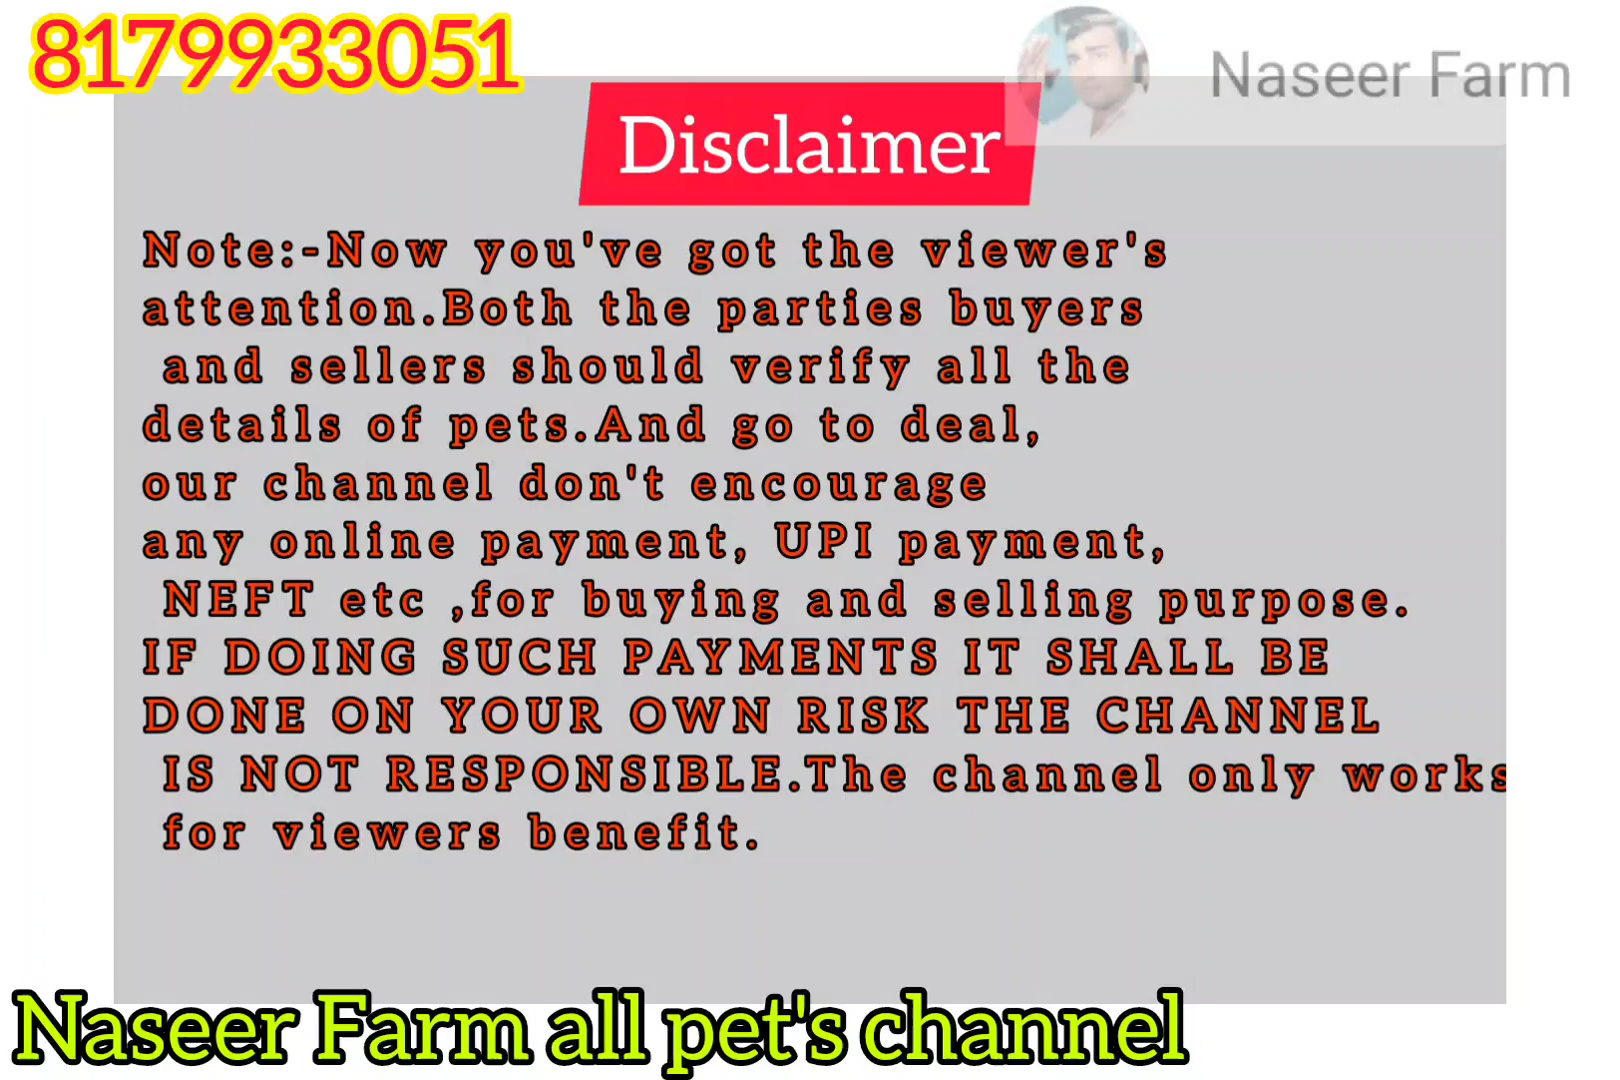 8179933051
Naseer Farm
Disclaimer
Note:-Now you've got the viewer's
attention.Both the parties buyers
and sellers should verify all the
details of pets.And go to deal,
our channel don't encourage
any online payment, UPI payment,
NEFT etc ,for buying and selling purpose.
IF DOING SUCH PAYMENTS IT SHALL BE
DONE ON YOUR OWN RISK THE CHANNEL
IS NOT RESPONSIBLE.The channel only works
for viewers benefit.
Naseer Farm all pet's channel